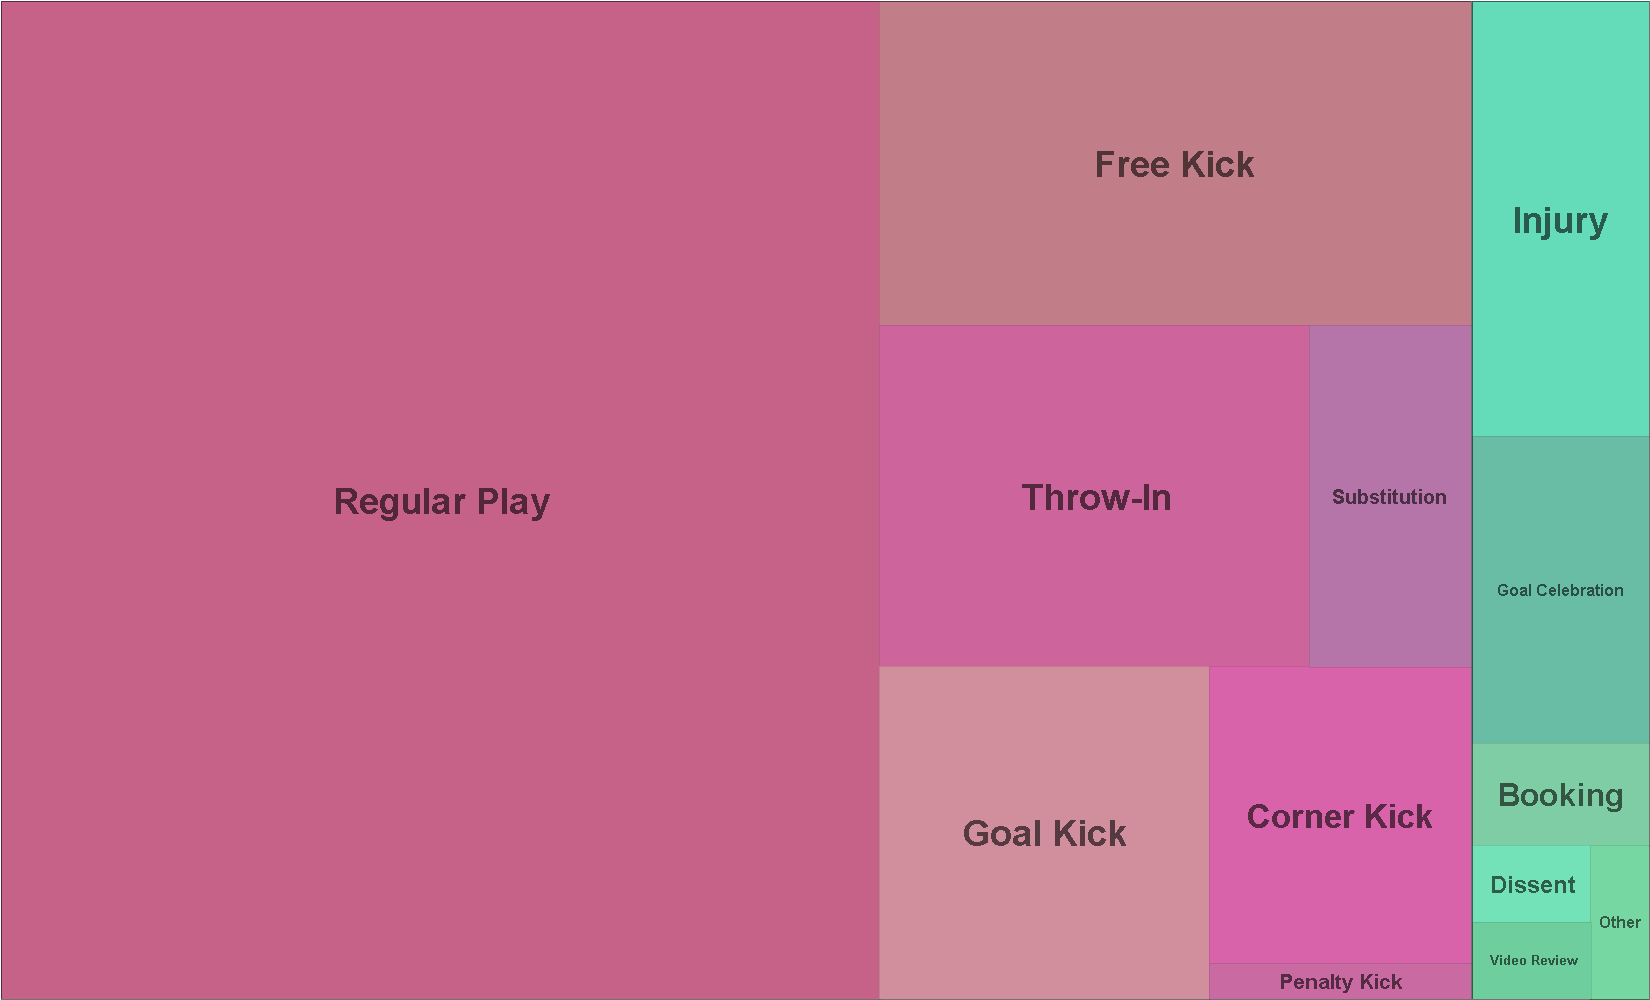 Regular Play
Free Kick
Throw-In
Substitution
Goal Kick
Corner Kick
Penalty Kick
Injury
Goal Celebration
Booking
Dissent
Other
Video Review